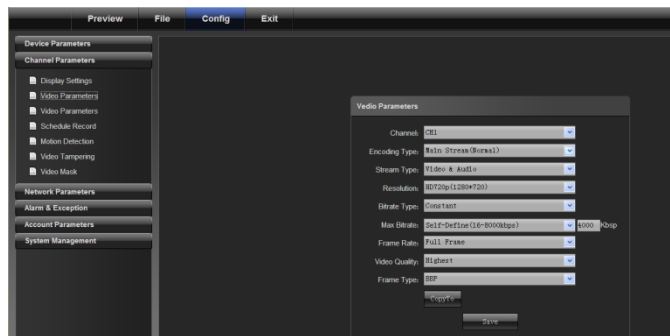 Preview File Config Exit
Device Parameters
Channel Parameters
Display Settings
Video Parameters
Video Parameters
Schedule Record
Motion Detection
Video Tampering
Video Mask
Network Parameters
Alarm & Exception
Account Parameters
System Management
Vedio Parameters
Channel: CH1
Encoding Type: Main Stream(Normal)
Stream Type: Video & Audio
Resolution: HD720p(1280*720)
Bitrate Type: Constant
Max Bitrate: Self-Define(16-8000kbps) 4000 Kbsp
Frame Rate: Full Frame
Video Quality: Highest
Frame Type: BBP
CopyTo
Save